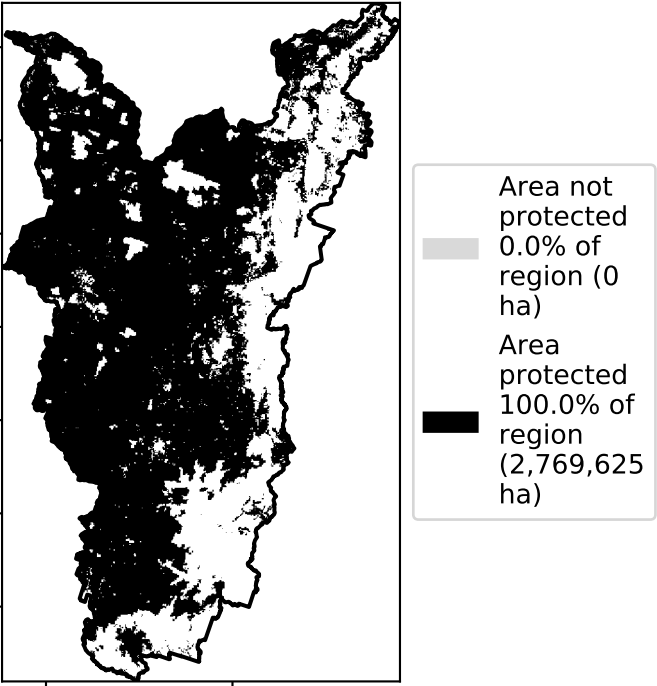 Area not
protected
0.0% of
region (0
ha)
Area
protected
100.0% of
region
(2,769,625
ha)